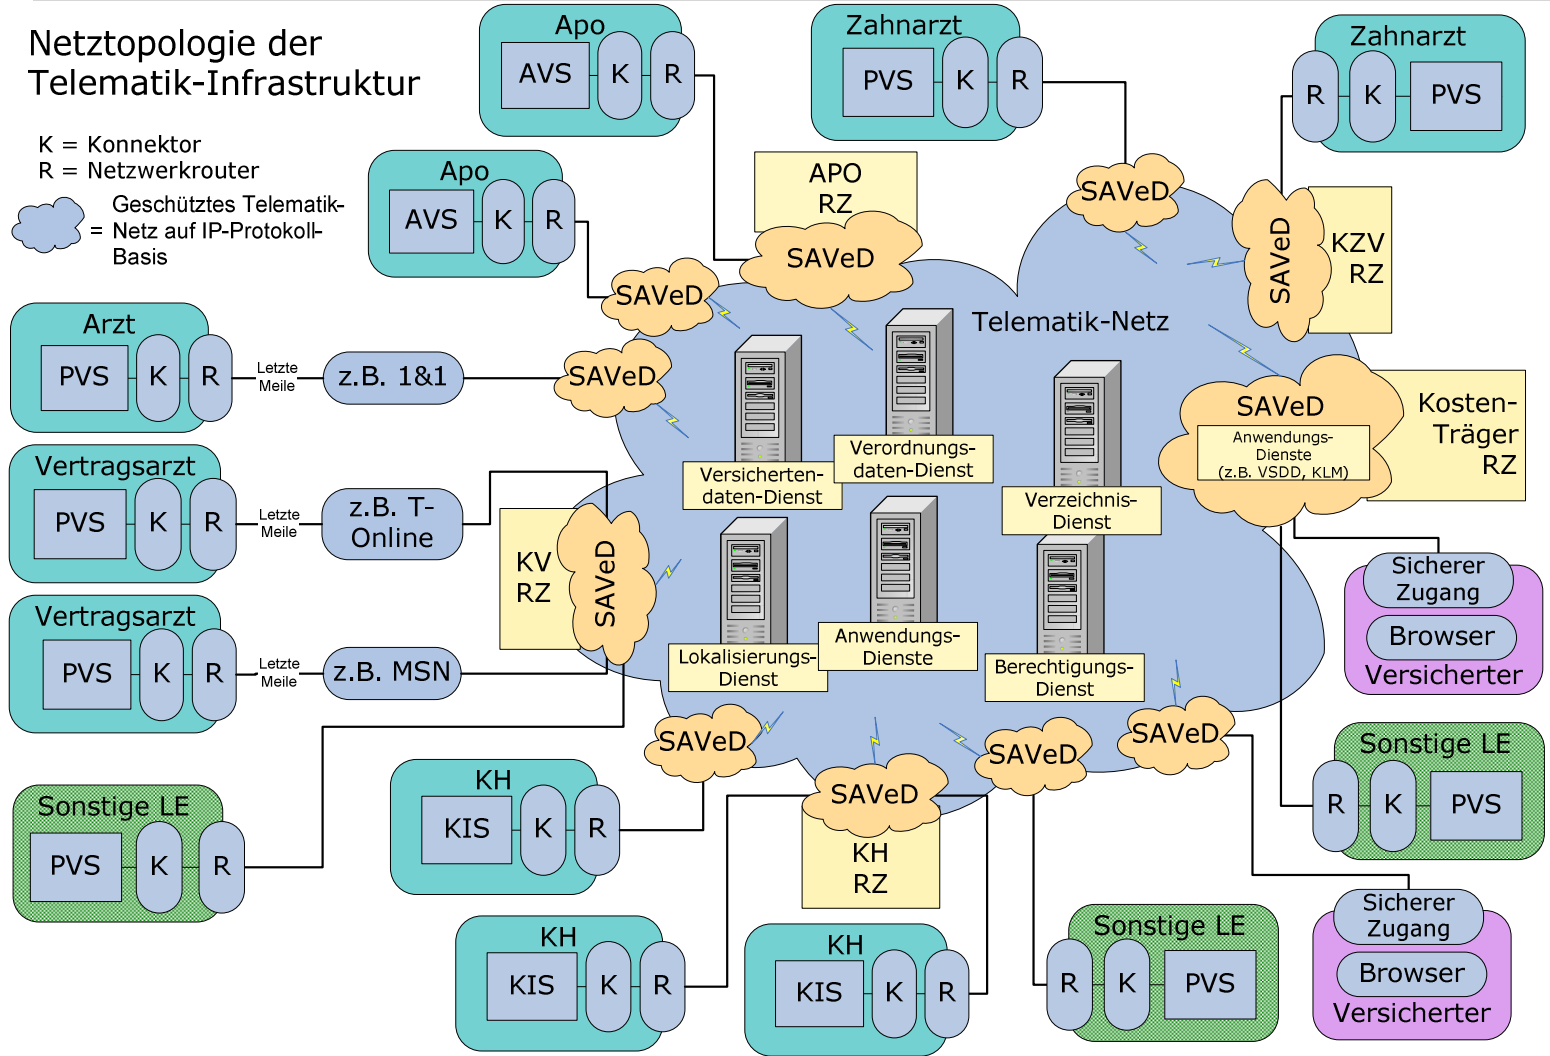 Netztopologie der
Telematik-Infrastruktur
K = Konnektor
R = Netzwerkrouter
Geschütztes Telematik-
= Netz auf IP-Protokoll-
Basis
Apo
AVS
K
R
Zahnarzt
PVS
K
R
Zahnarzt
R
K
PVS
Apo
AVS
K
R
APO
RZ
SAVeD
SAVeD
SAVeD
KZV
RZ
SAVeD
Telematik-Netz
Arzt
PVS
K
R
Letzte
Meile
z.B. 1&1
SAVeD
SAVeD
Anwendungs-
Dienste
(z.B. VSDD, KLM)
Kosten-
Träger
RZ
Versicherten-
daten-Dienst
Verordnungs-
daten-Dienst
Verzeichnis-
Dienst
Vertragsarzt
PVS
K
R
Letzte
Meile
z.B. T-
Online
KV
RZ
SAVeD
Sicherer
Zugang
Browser
Versicherter
Vertragsarzt
PVS
K
R
Letzte
Meile
z.B. MSN
Lokalisierungs-
Dienst
Anwendungs-
Dienste
Berechtigungs-
Dienst
SAVeD
SAVeD
SAVeD
SAVeD
Sonstige LE
R
K
PVS
Sonstige LE
PVS
K
R
KH
KIS
K
R
KH
RZ
KH
KIS
K
R
KH
KIS
K
R
Sonstige LE
R
K
PVS
Sicherer
Zugang
Browser
Versicherter